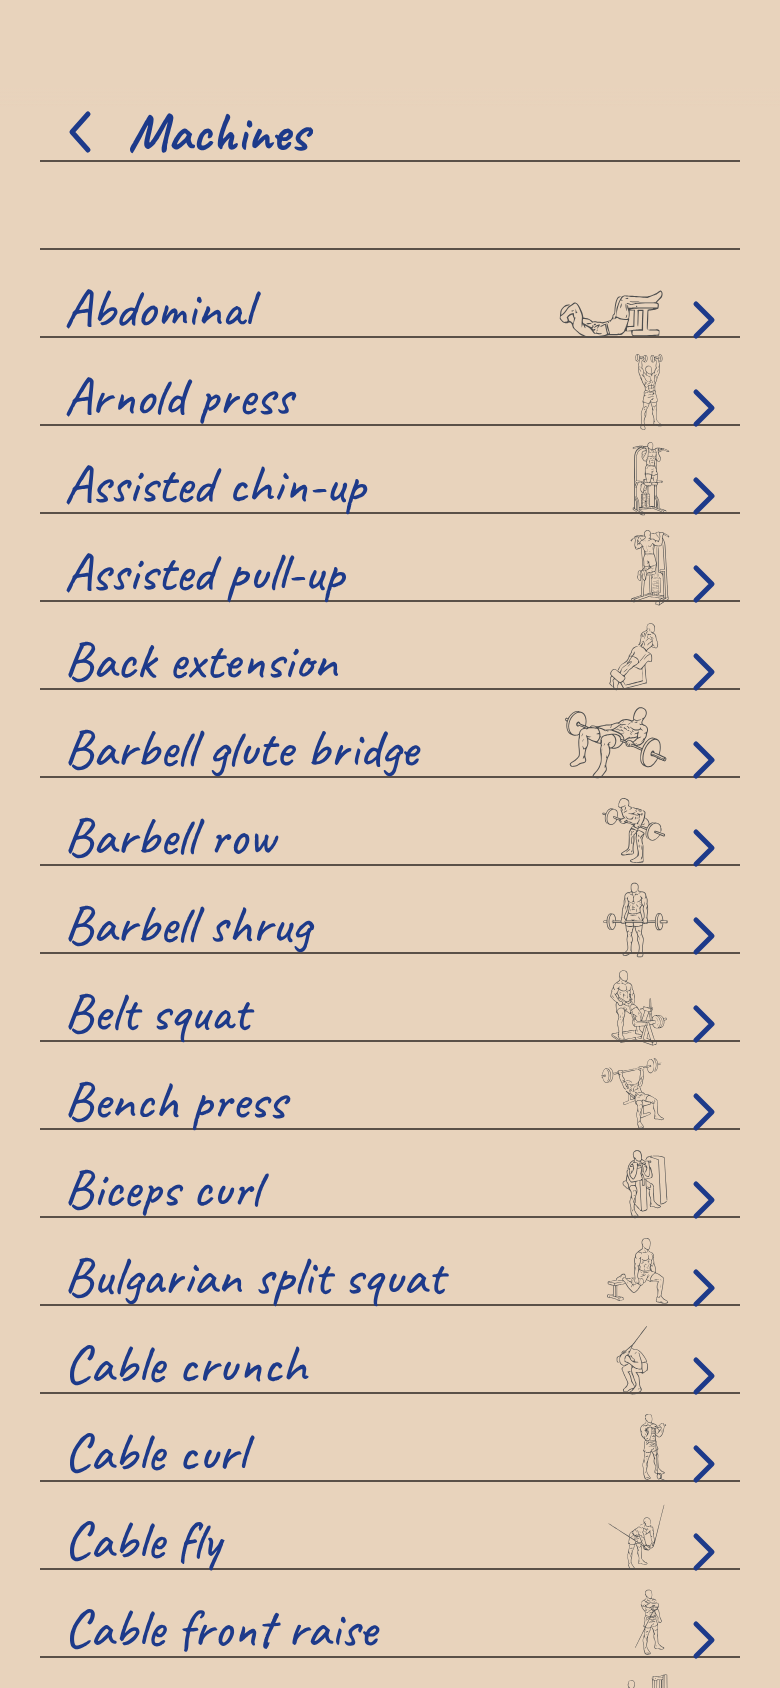 Machines
Abdominal
Arnold press
Assisted chin-up
Assisted pull-up
Back extension
Barbell glute bridge
Barbell row
Barbell shrug
Belt squat
Bench press
Biceps curl
Bulgarian split squat
Cable crunch
Cable curl
Cable fly
Cable front raise